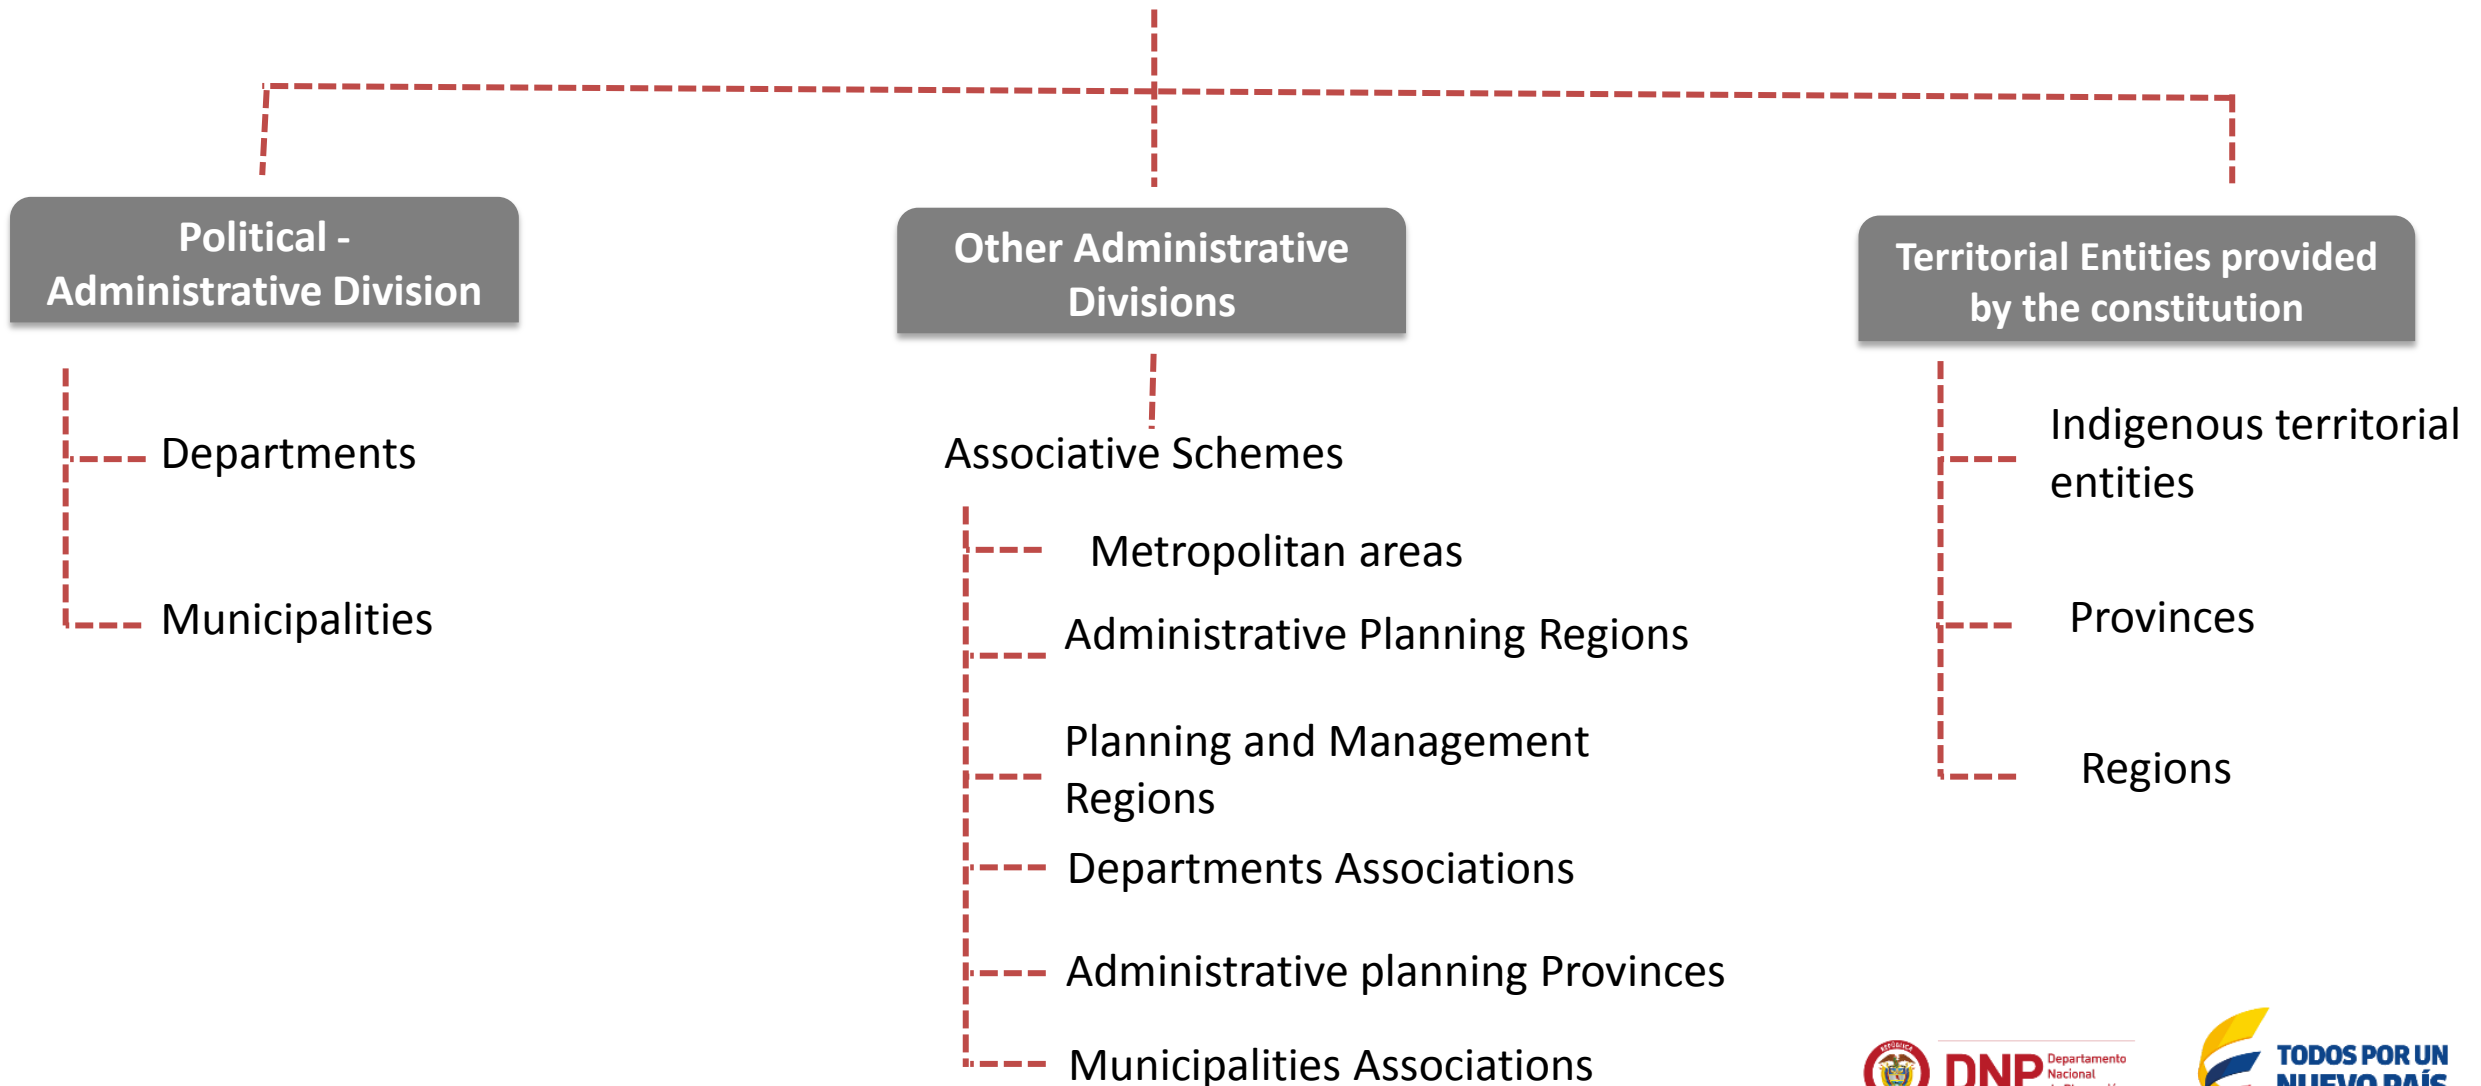 Political -
Administrative Division
Departments
Municipalities
Other Administrative
Divisions
Associative Schemes
Metropolitan areas
Administrative Planning Regions
Planning and Management
Regions
Departments Associations
Administrative planning Provinces
Municipalities Associations
Territorial Entities provided
by the constitution
Indigenous territorial
entities
Provinces
Regions
DNP
Departamento
Nacional
TODOS POR UN
NUEVO PAÍS